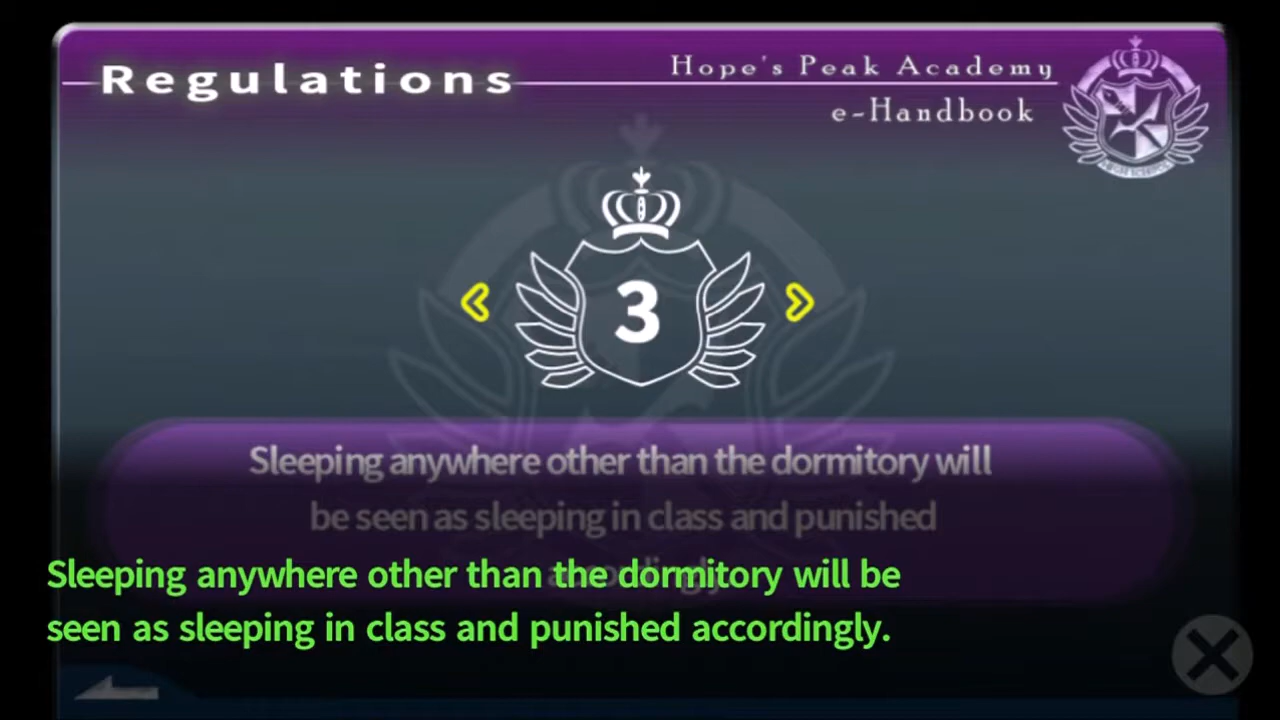 Regulations
Hope's Peak Academy
e-Handbook
3
Sleeping anywhere other than the dormitory will
be seen as sleeping in class and punished
accordingly.
Sleeping anywhere other than the dormitory will be
seen as sleeping in class and punished accordingly.